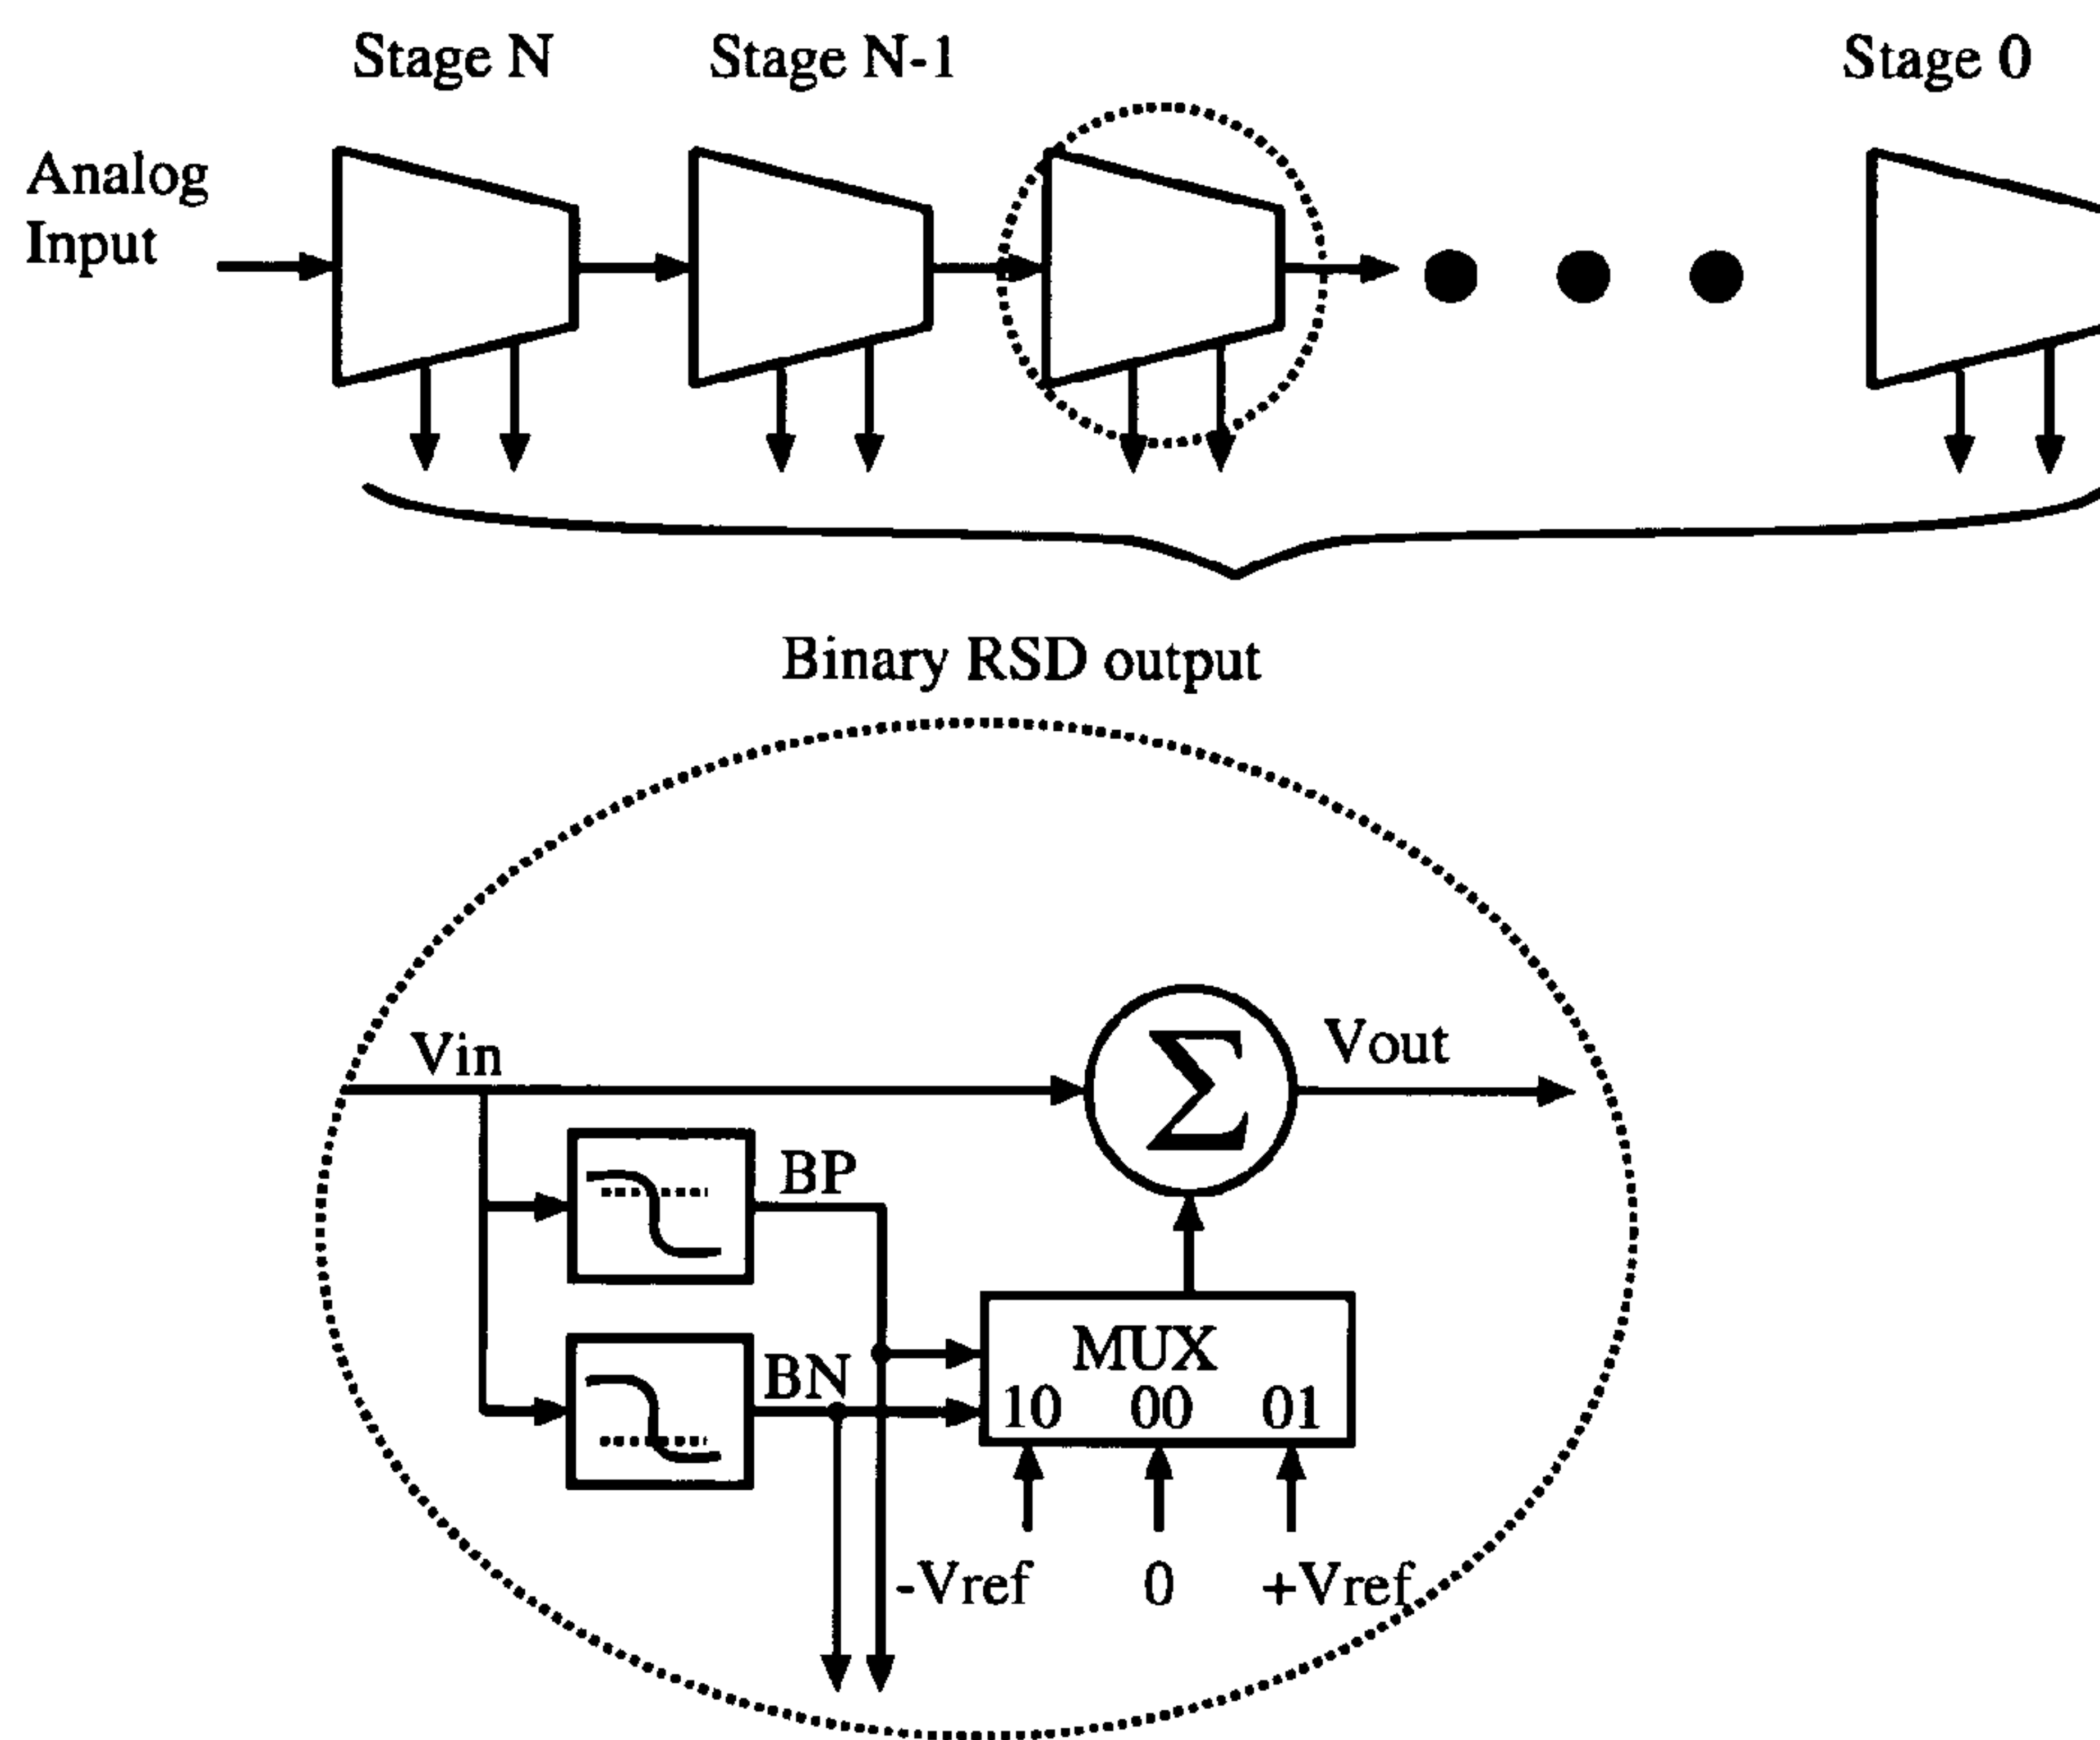 Stage N
Stage N-1
Stage 0
Analog
Input
Binary RSD output
Vin
Σ
Vout
BP
BN
MUX
10 00 01
-Vref 0 +Vref